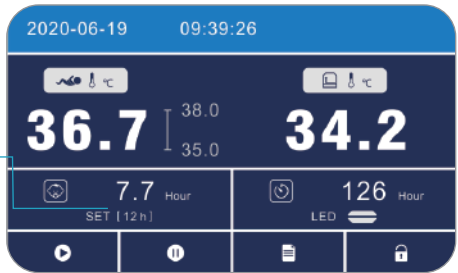 2020-06-19 09:39:26
°C °C
36.7 38.0 35.0 34.2
7.7 Hour 126 Hour
SET [12h] LED